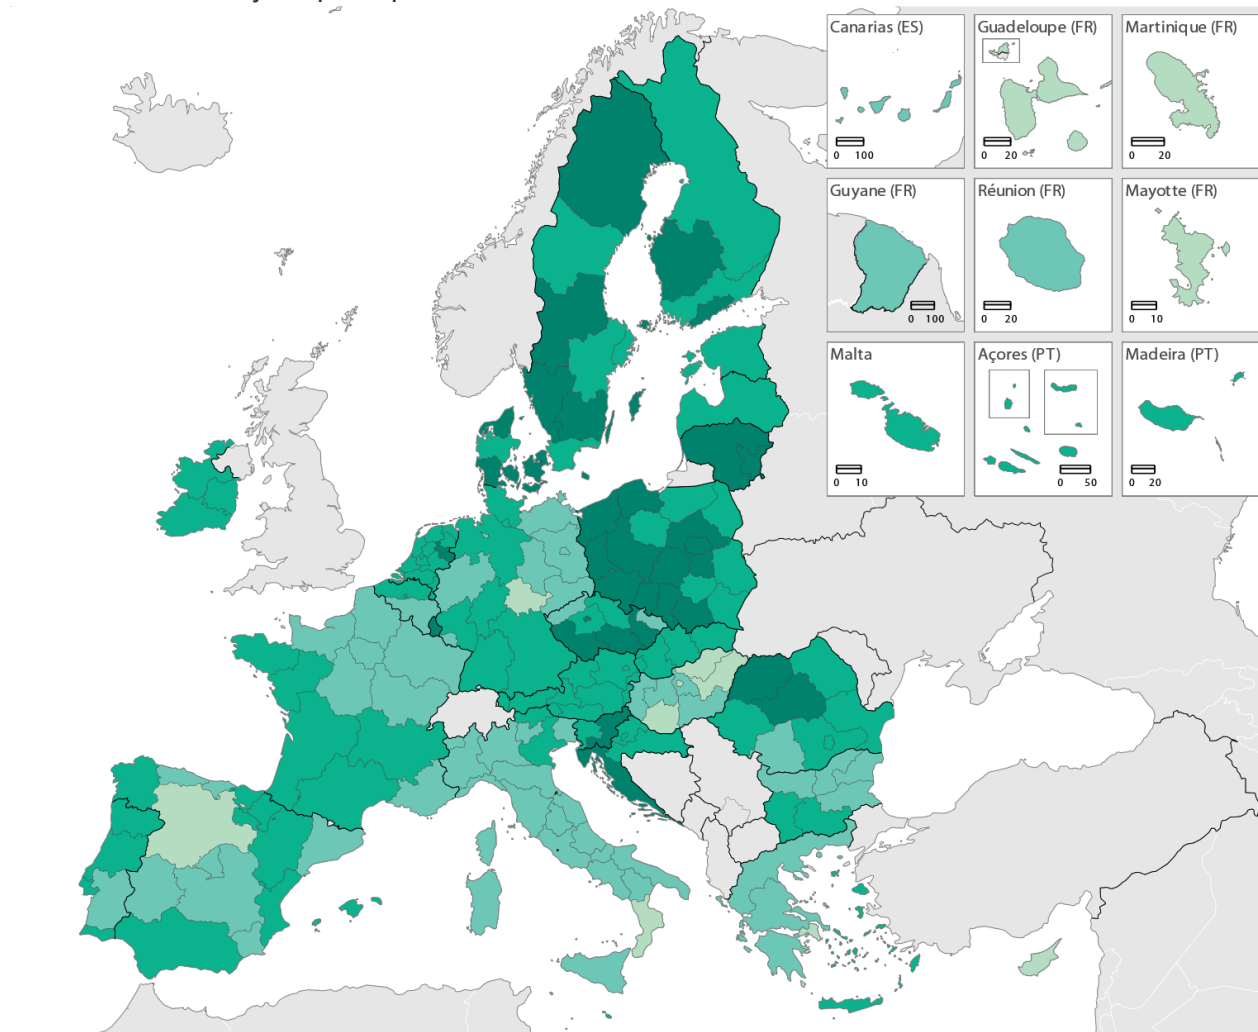 Canarias (ES)
0 100
Guadeloupe (FR)
0 20
Martinique (FR)
0 20
Guyane (FR)
0 100
Réunion (FR)
0 20
Mayotte (FR)
0 10
Malta
0 10
Açores (PT)
0 50
Madeira (PT)
0 20